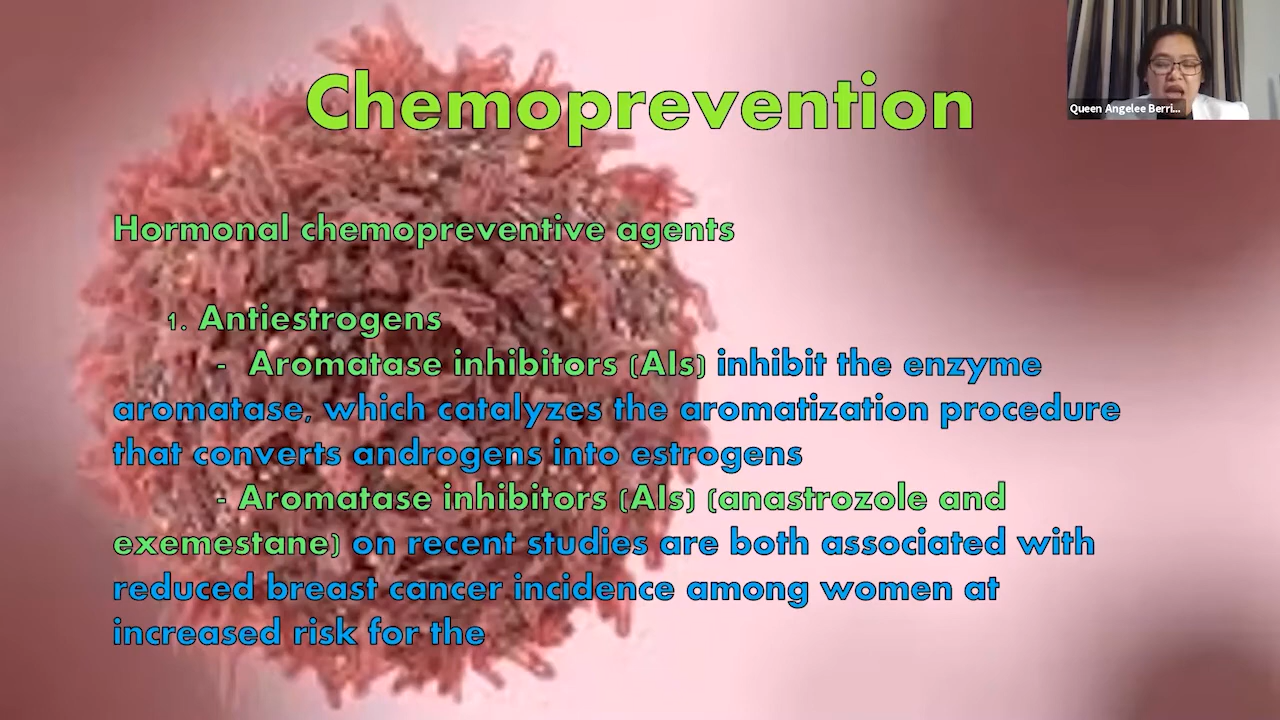 Chemoprevention
Queen Angelee Berri...
Hormonal chemopreventive agents
1. Antiestrogens
- Aromatase inhibitors (AIs) inhibit the enzyme
aromatase, which catalyzes the aromatization procedure
that converts androgens into estrogens
- Aromatase inhibitors (AIs) (anastrozole and
exemestane) on recent studies are both associated with
reduced breast cancer incidence among women at
increased risk for the